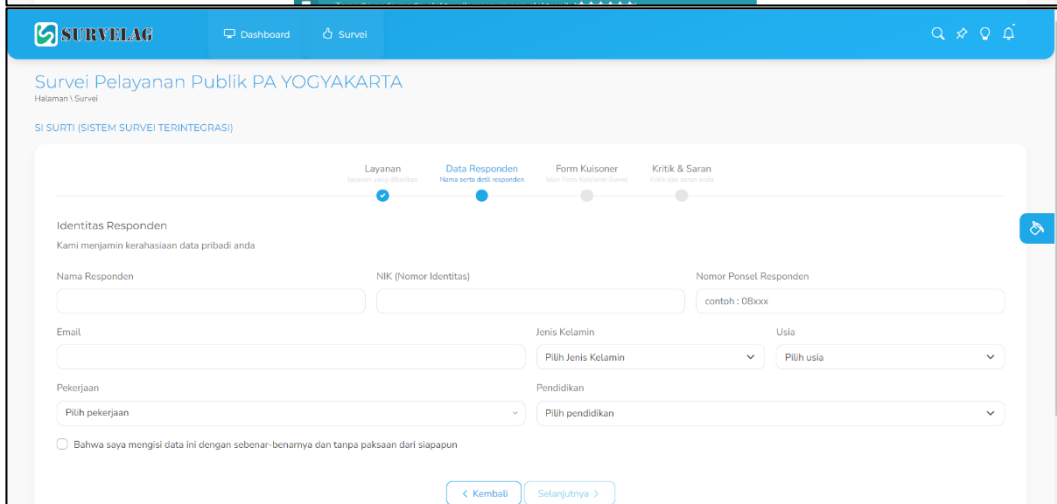 SURVELAG
Dashboard
Survei
Survei Pelayanan Publik PA YOGYAKARTA
Halaman \ Survei
SI SURTI (SISTEM SURVEI TERINTEGRASI)
Layanan Data Responden Form Kuisoner Kritik & Saran
Nama serta detil responden
Identitas Responden
Kami menjamin kerahasiaan data pribadi anda
Nama Responden NIK (Nomor Identitas) Nomor Ponsel Responden
contoh : 08xxx
Email Jenis Kelamin Usia
Pilih Jenis Kelamin Pilih usia
Pekerjaan Pendidikan
Pilih pekerjaan Pilih pendidikan
Bahwa saya mengisi data ini dengan sebenar-benarnya dan tanpa paksaan dari siapapun
< Kembali Selanjutnya >